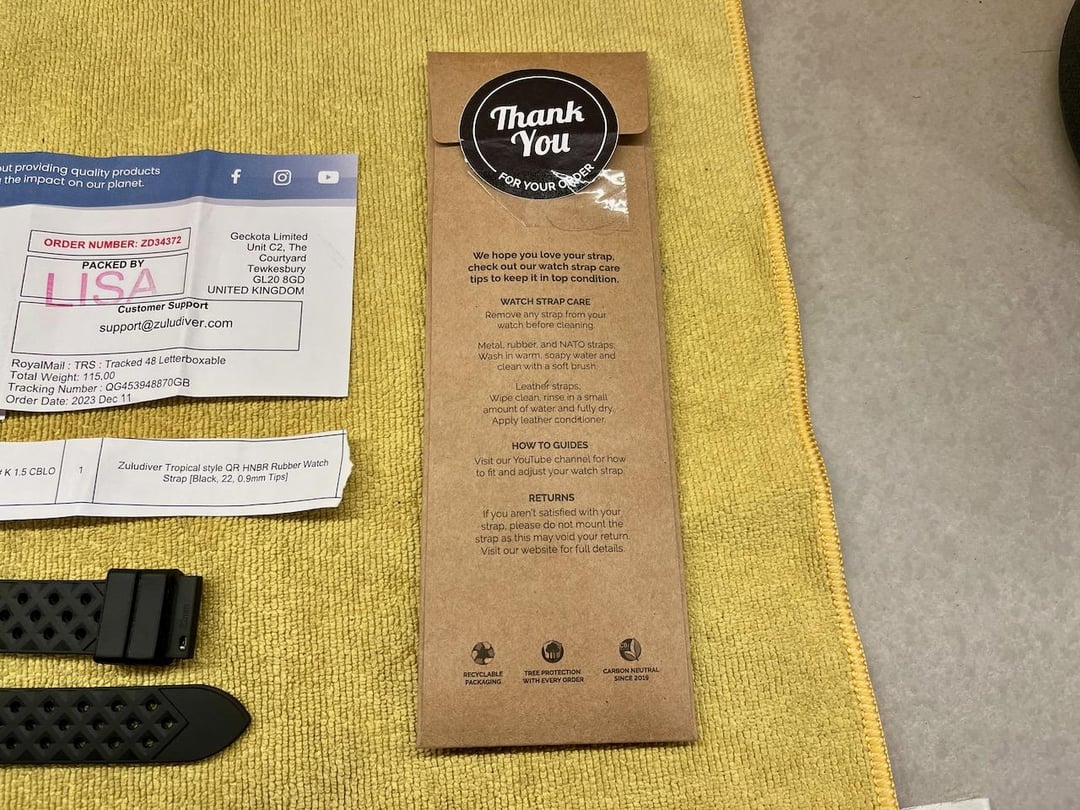 ut providing quality products
the impact on our planet.
ORDER NUMBER: ZD34372
PACKED BY
LISA
Geckota Limited
Unit C2, The
Courtyard
Tewkesbury
GL20 8GD
UNITED KINGDOM
Customer Support
support@zuludiver.com
RoyalMail : TRS : Tracked 48 Letterboxable
Total Weight: 115.00
Tracking Number : QG453948870GB
Order Date: 2023 Dec 11
K 1.5 CBLO
1
Zuludiver Tropical style QR HNBR Rubber Watch
Strap [Black, 22, 0.9mm Tips]
Thank
You
FOR YOUR ORDER
We hope you love your strap,
check out our watch strap care
tips to keep it in top condition.
WATCH STRAP CARE
Remove any strap from your
watch before cleaning.
Metal, rubber, and NATO straps;
Wash in warm, soapy water and
clean with a soft brush.
Leather straps;
Wipe clean, rinse in a small
amount of water and fully dry.
Apply leather conditioner.
HOW TO GUIDES
Visit our YouTube channel for how
to fit and adjust your watch strap.
RETURNS
If you aren't satisfied with your
strap, please do not mount the
strap as this may void your return.
Visit our website for full details.
RECYCLABLE
PACKAGING
TREE PROTECTION
WITH EVERY ORDER
CARBON NEUTRAL
SINCE 2019